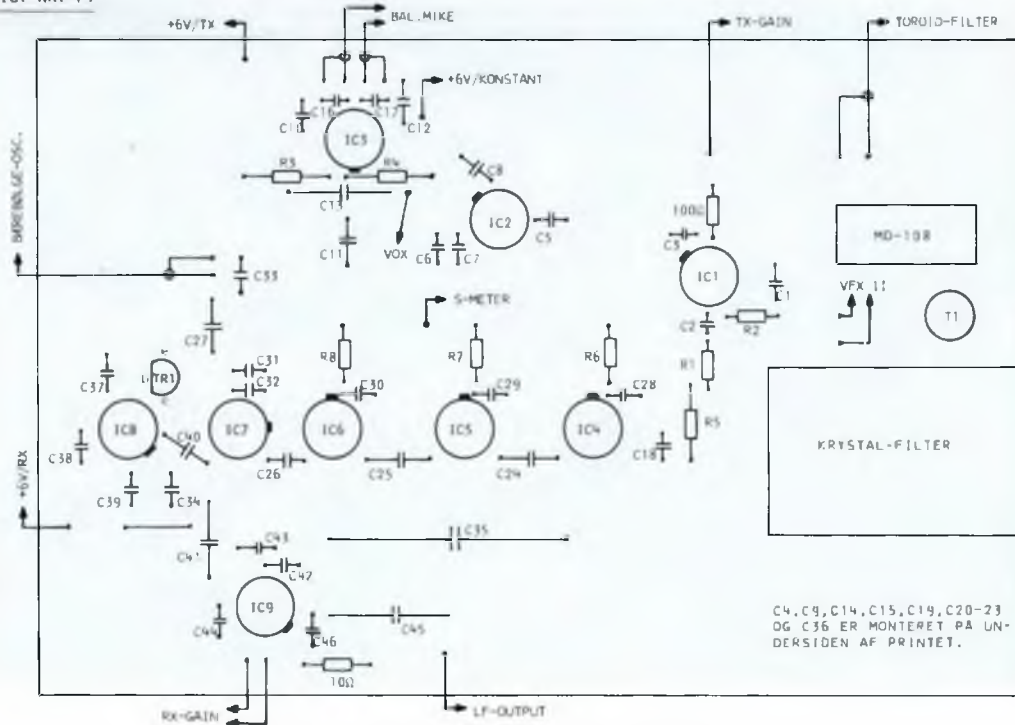 +6V/TX
BAL.MIKE
TX-GAIN
TOROID-FILTER
+6V/KONSTANT
C16
C17
C12
IC3
R3
R4
C8
C13
BÆREBØLGE-OSC.
100Ω
IC2
C5
MD-108
C3
C11
VOX
C6
C7
IC1
C33
C1
VFX II
S-METER
C2
R2
T1
C27
R8
R7
R6
C31
R1
C37
TR1
C32
C30
C29
C28
R5
IC8
IC7
IC6
IC5
IC4
C40
KRYSTAL-FILTER
C38
C18
C26
C25
C24
+6V/RX
C39
C34
C35
C41
C43
C42
IC9
C4,C9,C14,C15,C19,C20-23
OG C36 ER MONTERET PÅ UN-
DERSIDEN AF PRINTET.
C44
C46
C45
10Ω
RX-GAIN
LF-OUTPUT